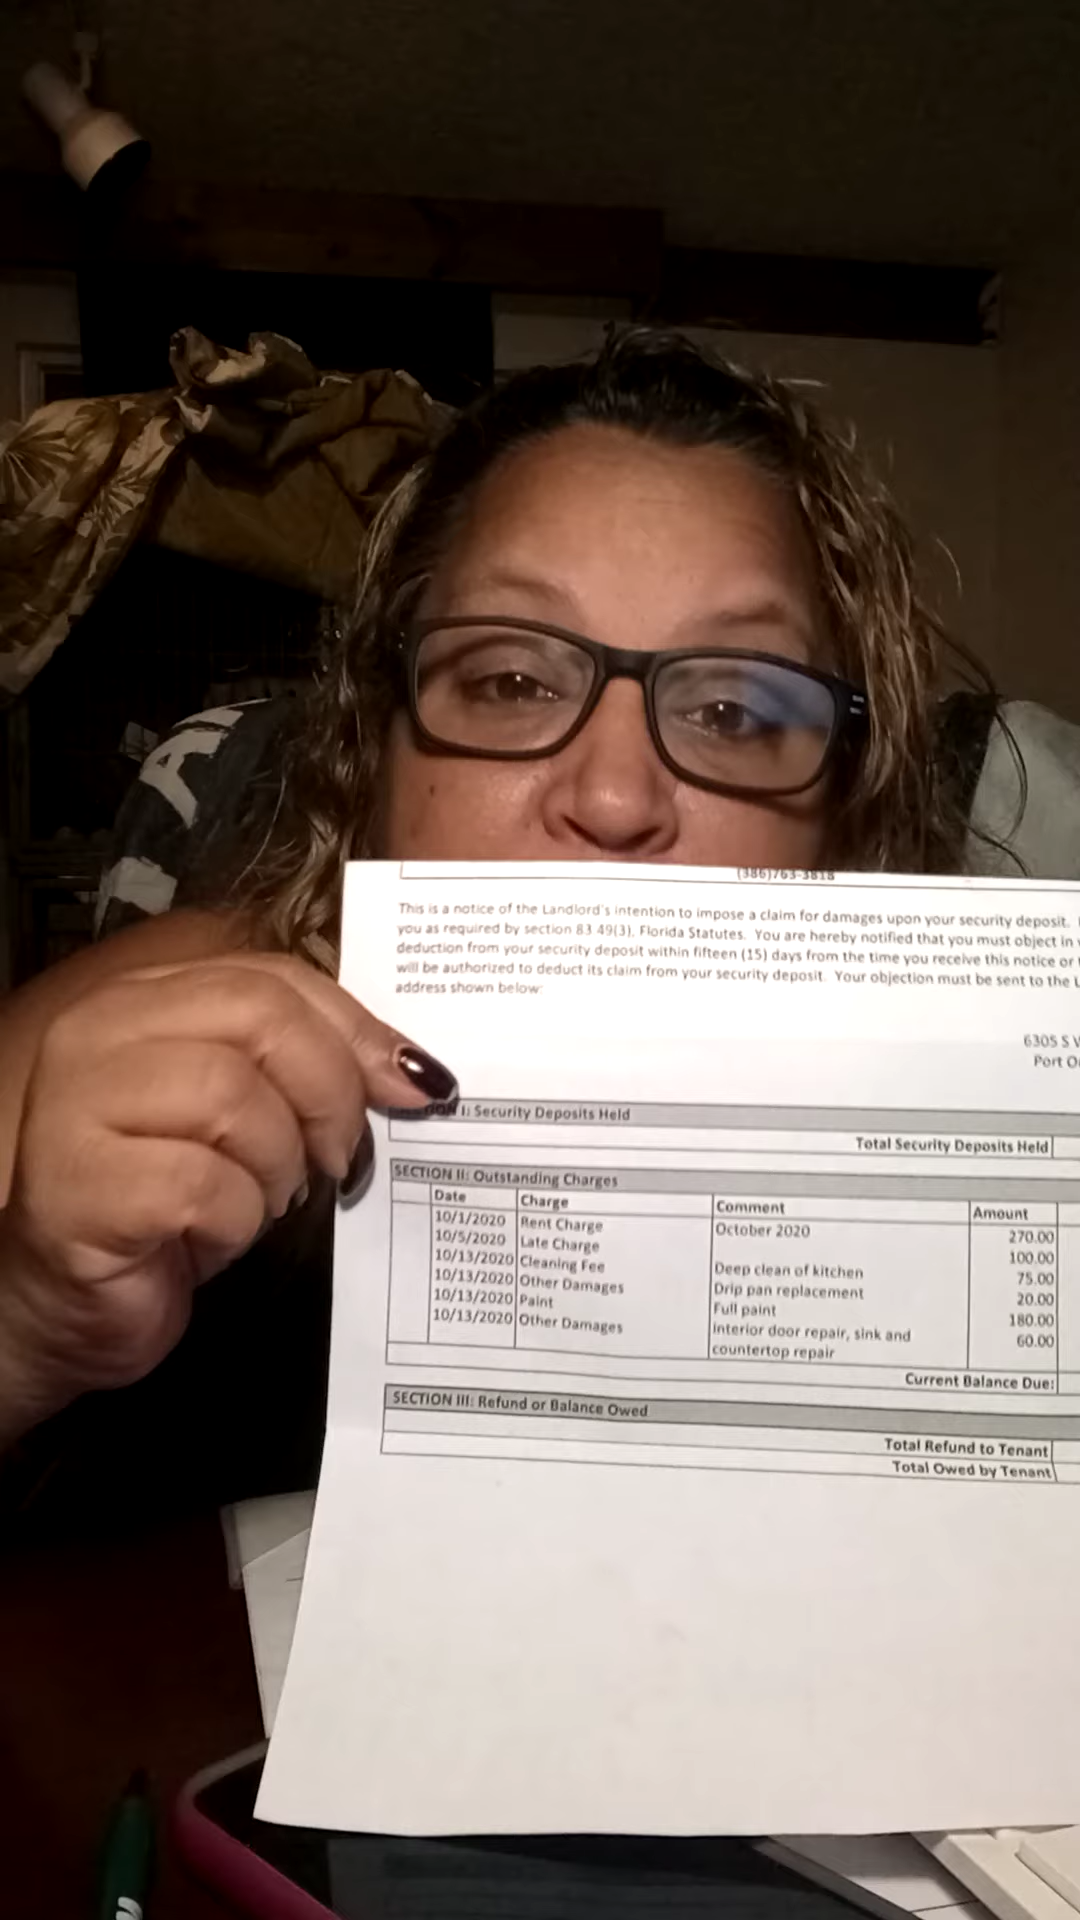 (386)763-3818
This is a notice of the Landlord's intention to impose a claim for damages upon your security deposit.
you as required by section 83 49(3), Florida Statutes. You are hereby notified that you must object in
deduction from your security deposit within fifteen (15) days from the time you receive this notice or
will be authorized to deduct its claim from your security deposit. Your objection must be sent to the L
address shown below:
6305 S
Port O
I: Security Deposits Held
Total Security Deposits Held
SECTION II: Outstanding Charges
Date Charge Comment Amount
10/1/2020 Rent Charge October 2020 270.00
10/5/2020 Late Charge 100.00
10/13/2020 Cleaning Fee Deep clean of kitchen 75.00
10/13/2020 Other Damages Drip pan replacement 20.00
10/13/2020 Paint Full paint 180.00
10/13/2020 Other Damages Interior door repair, sink and 60.00
countertop repair
Current Balance Due:
SECTION III: Refund or Balance Owed
Total Refund to Tenant
Total Owed by Tenant